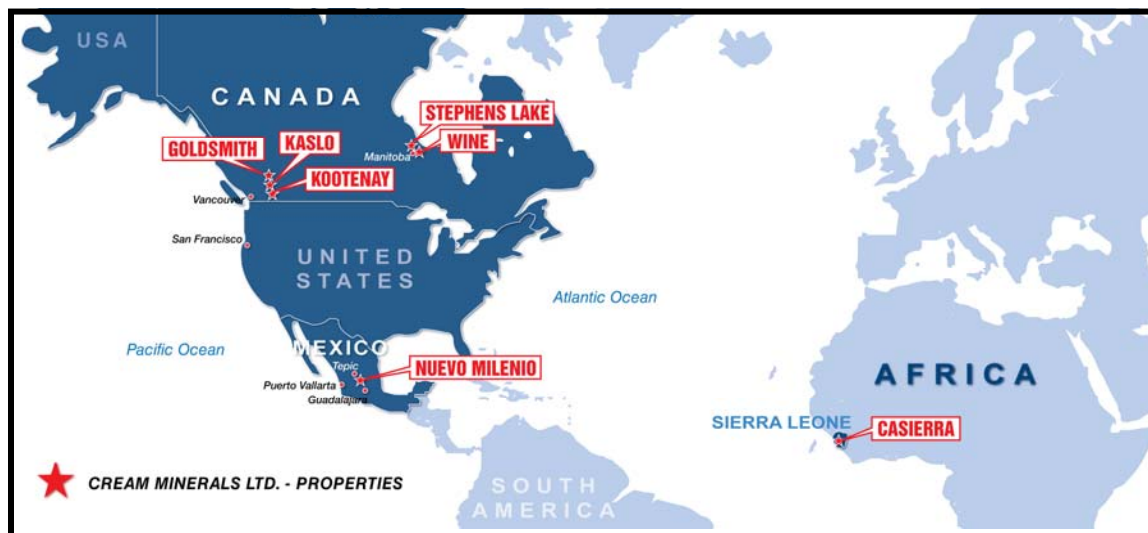 USA
CANADA
STEPHENS LAKE
WINE
Manitoba
GOLDSMITH
KASLO
KOOTENAY
Vancouver
San Francisco
UNITED
STATES
Atlantic Ocean
Pacific Ocean
MEXICO
Tepic
NUEVO MILENIO
Puerto Vallarta
Guadalajara
AFRICA
SIERRA LEONE
CASIERRA
CREAM MINERALS LTD. - PROPERTIES
SOUTH
AMERICA